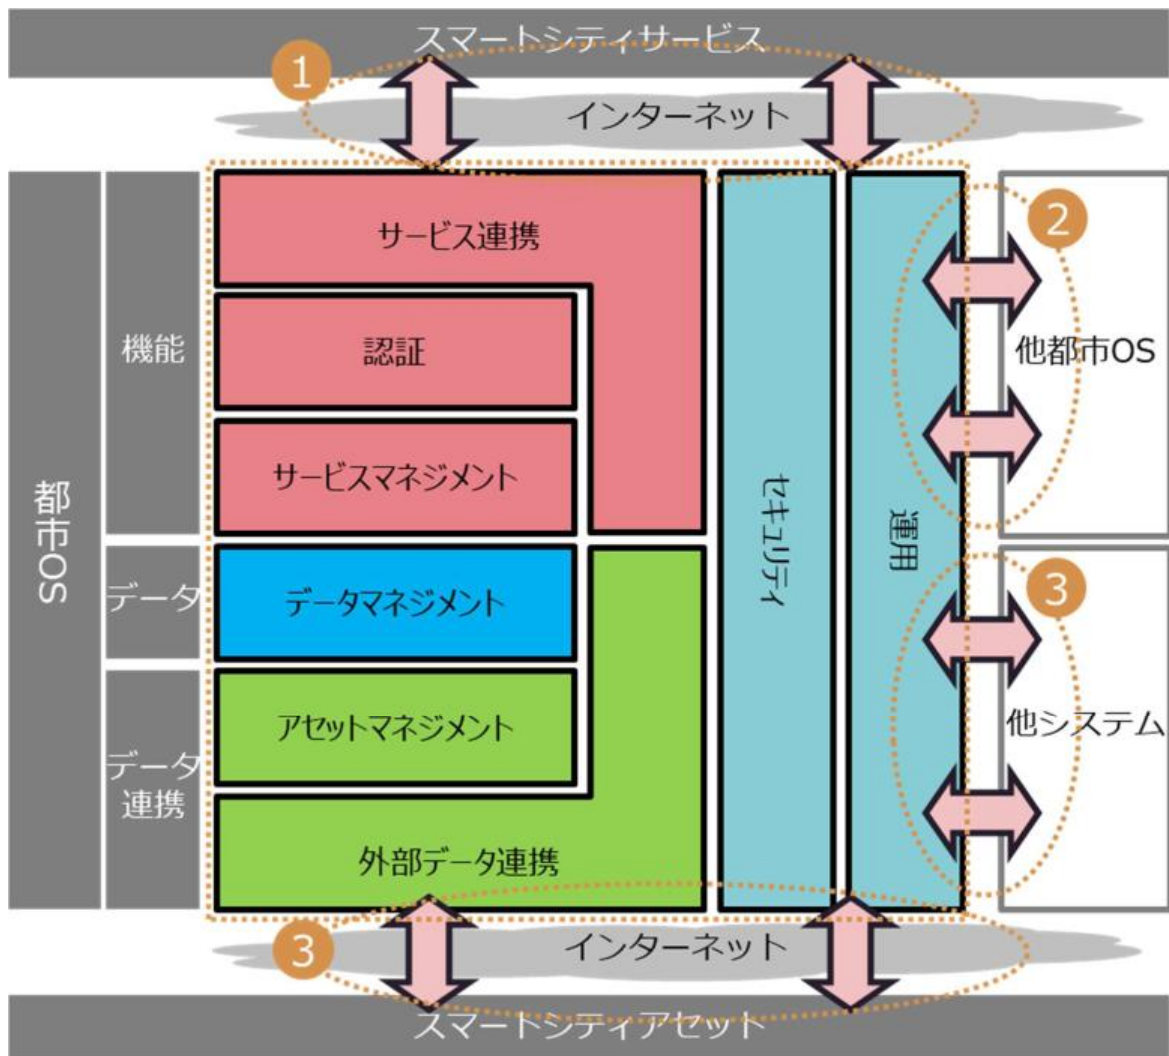 スマートシティサービス
1
インターネット
都市OS
機能
サービス連携
認証
サービスマネジメント
データ
データマネジメント
データ
連携
アセットマネジメント
外部データ連携
セキュリティ
運用
2
他都市OS
3
他システム
3
インターネット
スマートシティアセット